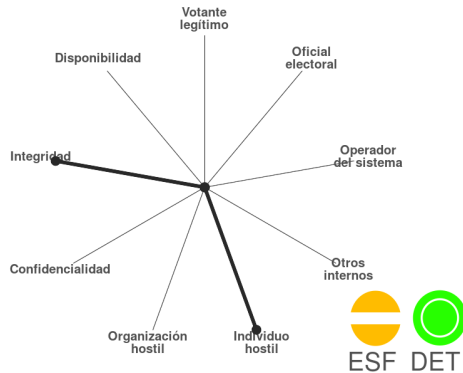 Votante
legítimo
Disponibilidad
Oficial
electoral
Integridad
Operador
del sistema
Confidencialidad
Otros
internos
Organización
hostil
Individuo
hostil
ESF DET